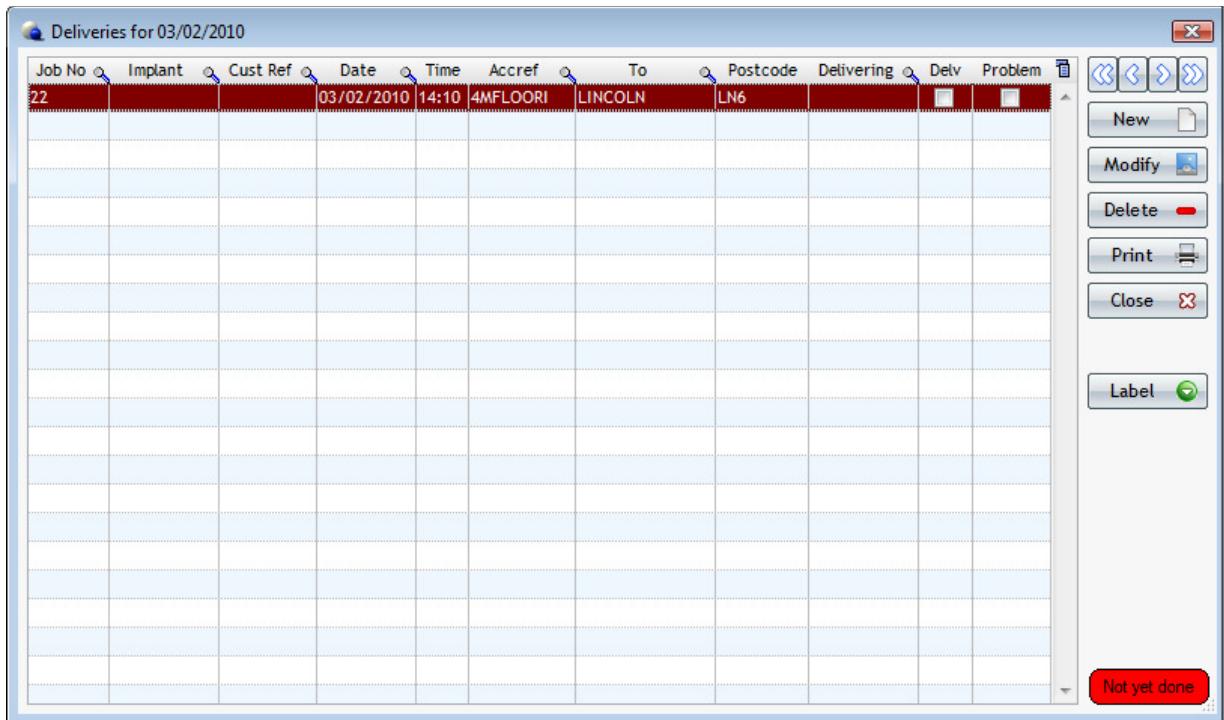 Deliveries for 03/02/2010
Job No Implant Cust Ref Date Time Accref To Postcode Delivering Delv Problem
22 03/02/2010 14:10 4MFLOORI LINCOLN LN6
New
Modify
Delete
Print
Close
Label
Not yet done